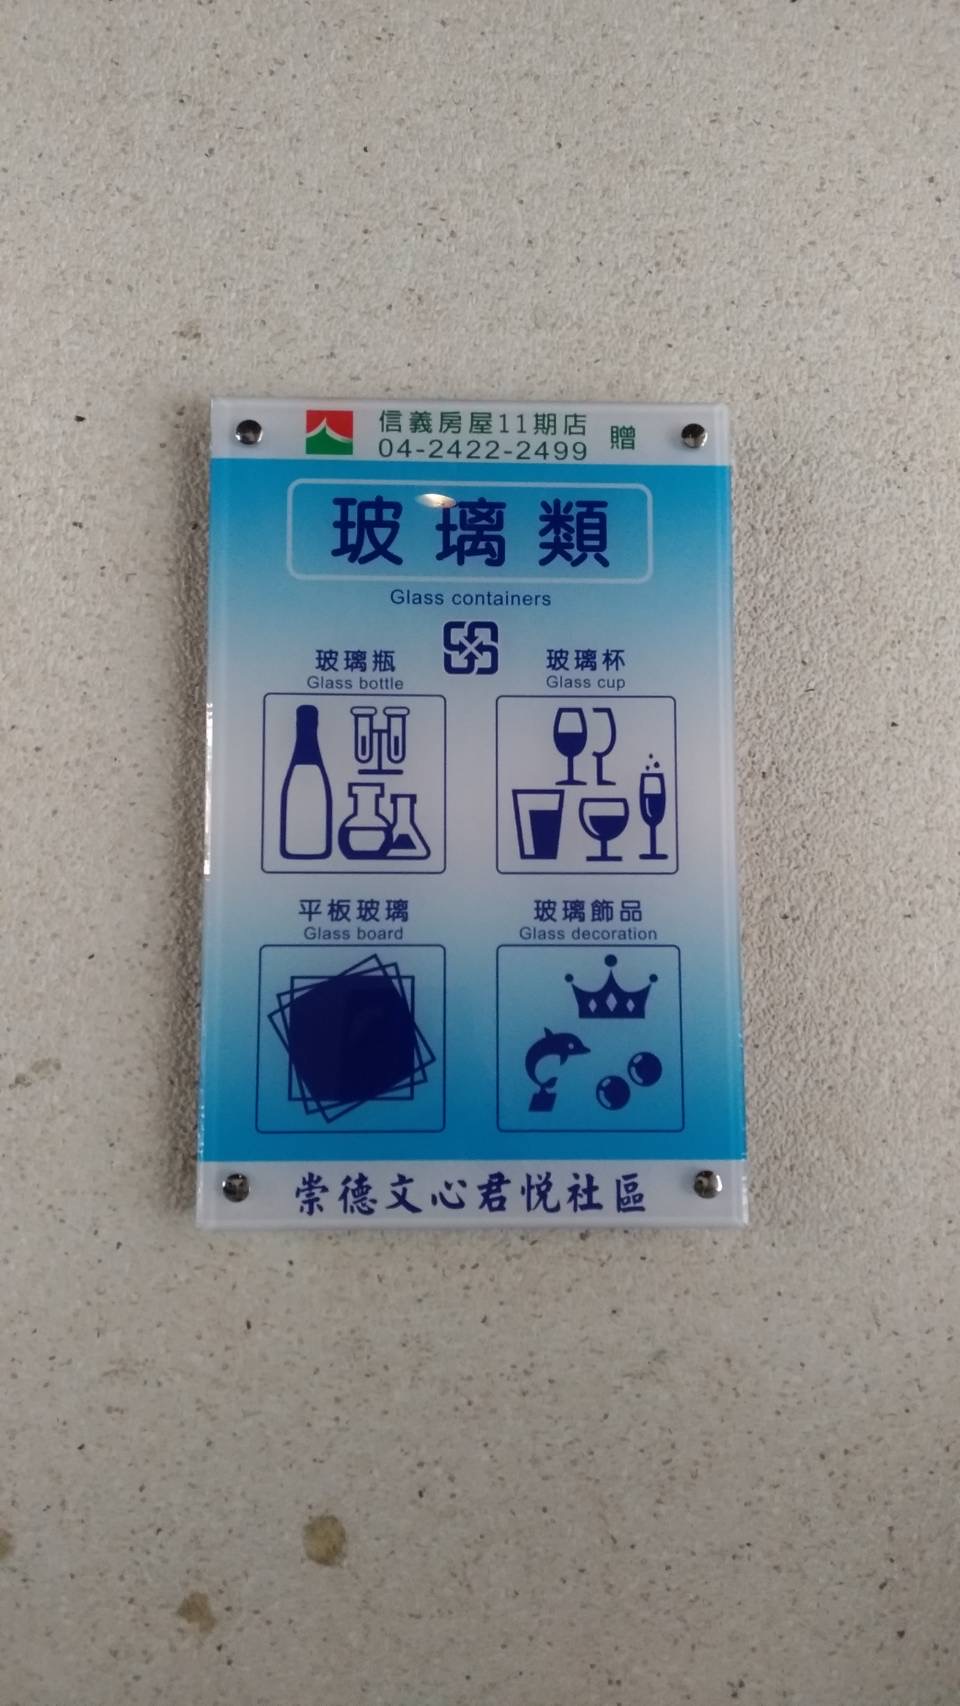 信義房屋11期店
04-2422-2499
贈
玻璃類
Glass containers
玻璃瓶
Glass bottle
玻璃杯
Glass cup
平板玻璃
Glass board
玻璃飾品
Glass decoration
崇德文心君悦社區